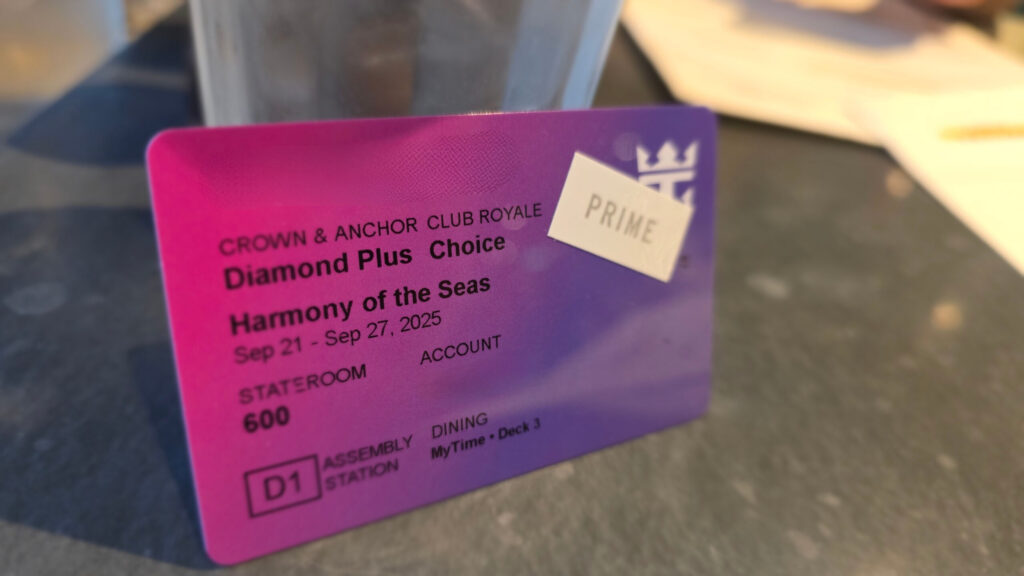 CROWN & ANCHOR CLUB ROYALE
Diamond Plus Choice
PRIME
Harmony of the Seas
Sep 21 - Sep 27, 2025
STATEROOM ACCOUNT
600
D1 ASSEMBLY STATION
DINING
MyTime • Deck 3